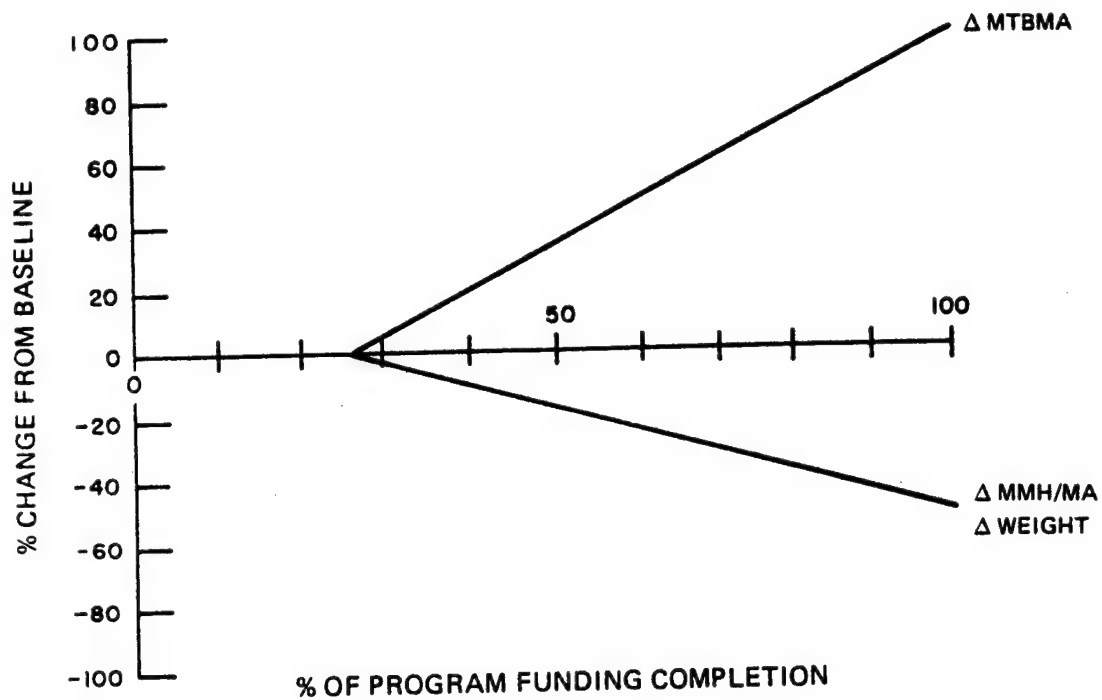 100
Δ MTBMA
80
60
40
20
0
0
50
100
-20
-40
-60
-80
-100
% CHANGE FROM BASELINE
Δ MMH/MA
Δ WEIGHT
% OF PROGRAM FUNDING COMPLETION